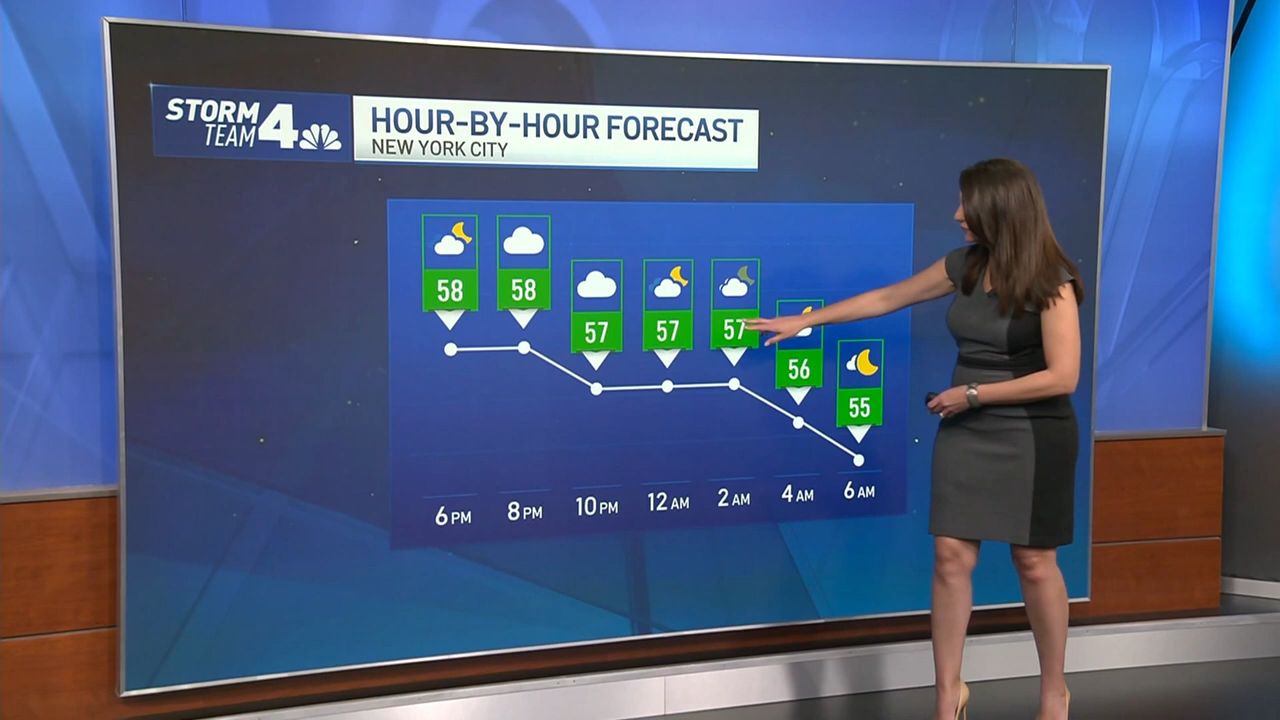 STORM
TEAM 4
HOUR-BY-HOUR FORECAST
NEW YORK CITY
58 58 57 57 57 56 55
6 PM 8 PM 10 PM 12 AM 2 AM 4 AM 6 AM